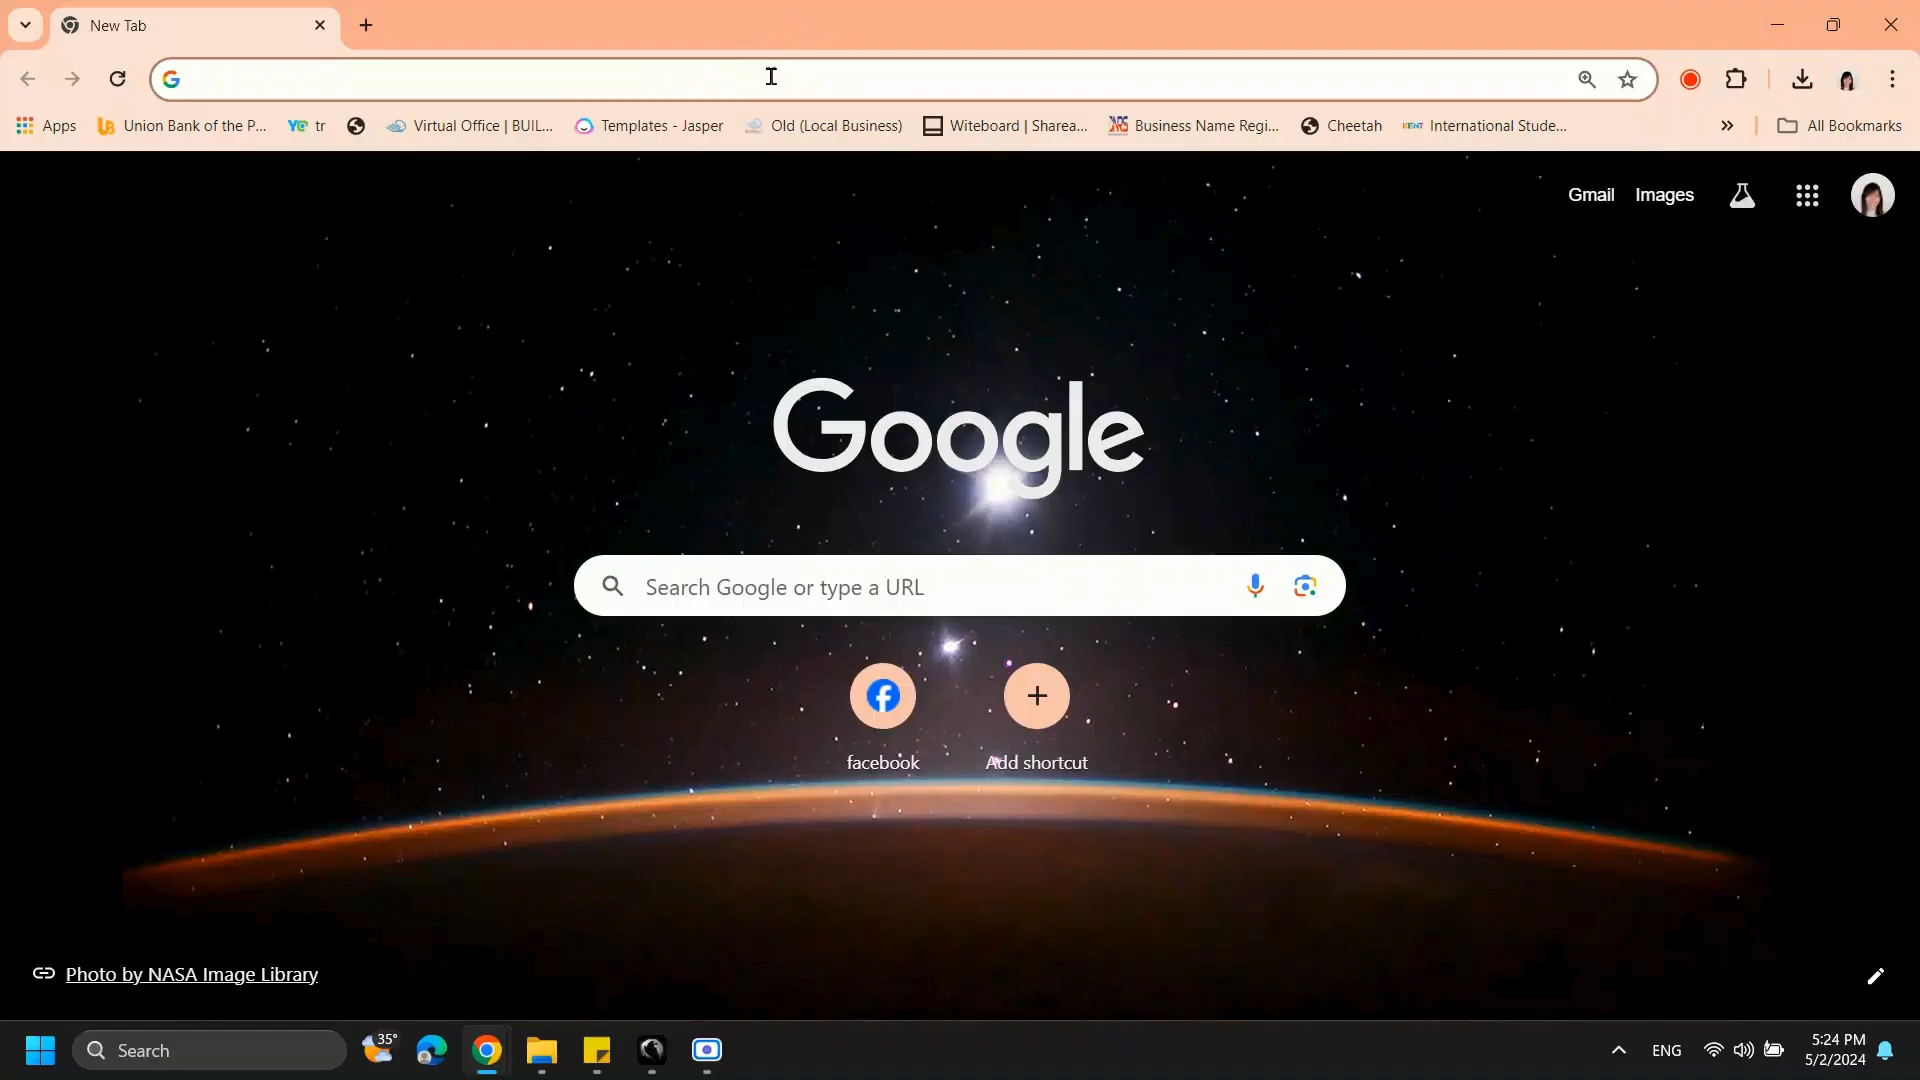 New Tab
Apps
Union Bank of the P...
tr
Virtual Office | BUIL...
Templates - Jasper
Old (Local Business)
Witeboard | Sharea...
Business Name Regi...
Cheetah
International Stude...
All Bookmarks
Gmail Images
Google
Search Google or type a URL
facebook Add shortcut
Photo by NASA Image Library
Search
35°
ENG
5:24 PM
5/2/2024